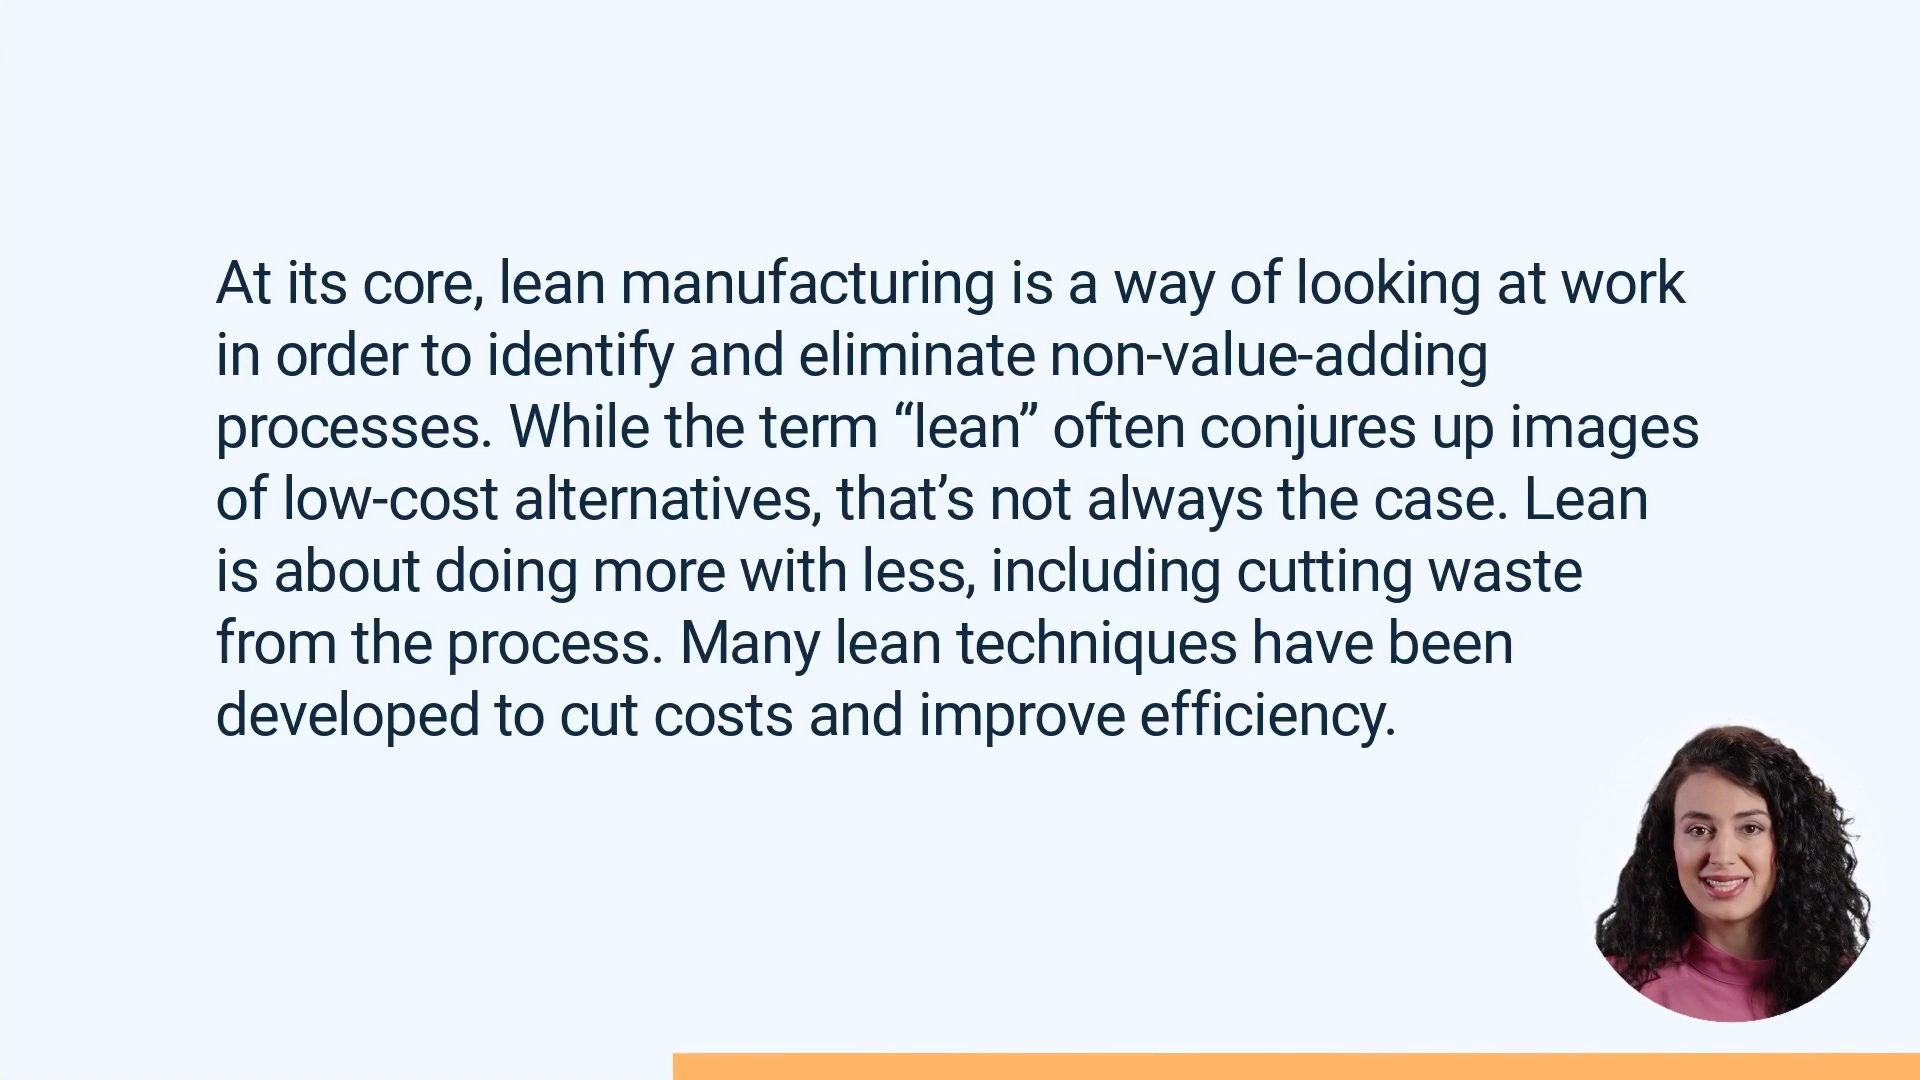 At its core, lean manufacturing is a way of looking at work
in order to identify and eliminate non-value-adding
processes. While the term “lean” often conjures up images
of low-cost alternatives, that’s not always the case. Lean
is about doing more with less, including cutting waste
from the process. Many lean techniques have been
developed to cut costs and improve efficiency.